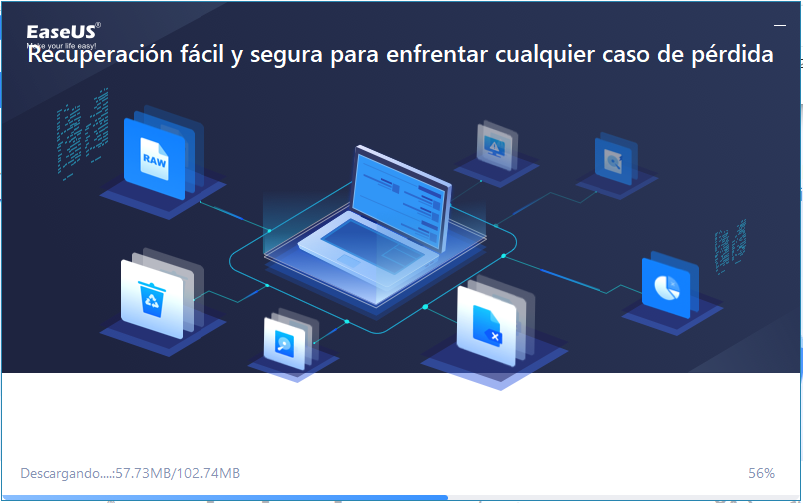 EaseUS®
Make your life easy!
Recuperación fácil y segura para enfrentar cualquier caso de pérdida
RAW
Descargando....:57.73MB/102.74MB
56%